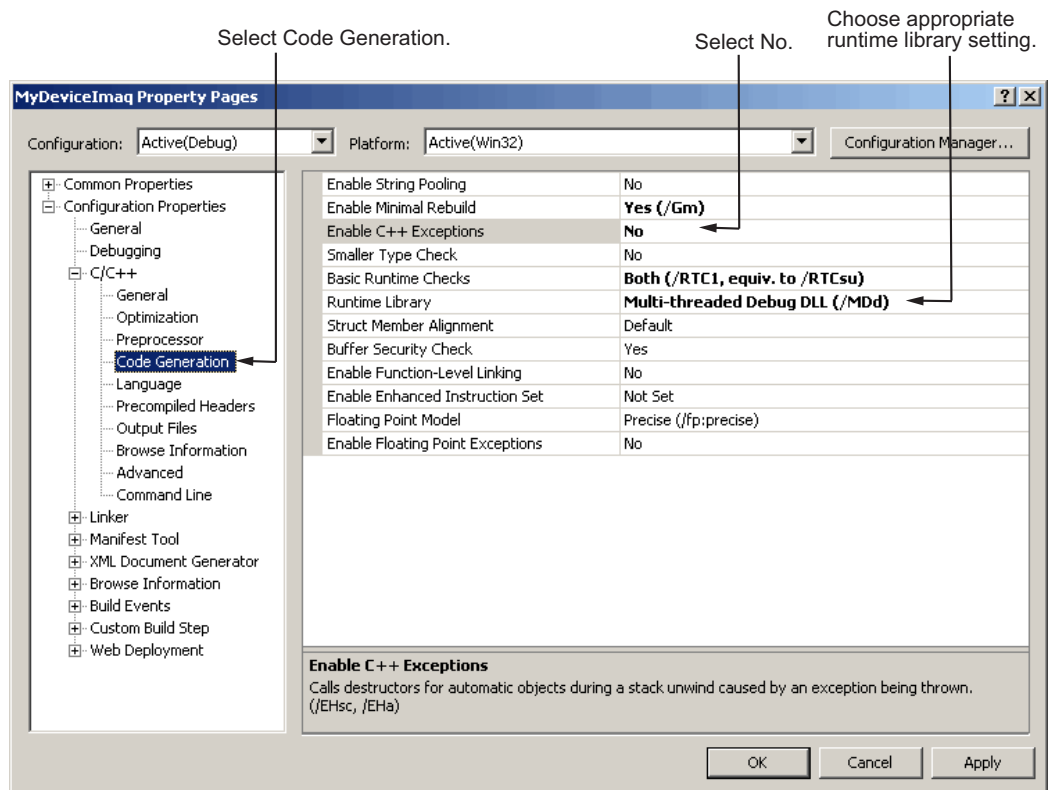 Select Code Generation.
Select No.
Choose appropriate
runtime library setting.
MyDeviceImaq Property Pages
Configuration: Active(Debug) Platform: Active(Win32) Configuration Manager...
Common Properties
Configuration Properties
General
Debugging
C/C++
General
Optimization
Preprocessor
Code Generation
Language
Precompiled Headers
Output Files
Browse Information
Advanced
Command Line
Linker
Manifest Tool
XML Document Generator
Browse Information
Build Events
Custom Build Step
Web Deployment
Enable String Pooling No
Enable Minimal Rebuild Yes (/Gm)
Enable C++ Exceptions No
Smaller Type Check No
Basic Runtime Checks Both (/RTC1, equiv. to /RTCsu)
Runtime Library Multi-threaded Debug DLL (/MDd)
Struct Member Alignment Default
Buffer Security Check Yes
Enable Function-Level Linking No
Enable Enhanced Instruction Set Not Set
Floating Point Model Precise (/fp:precise)
Enable Floating Point Exceptions No
Enable C++ Exceptions
Calls destructors for automatic objects during a stack unwind caused by an exception being thrown.
(/EHsc, /EHa)
OK Cancel Apply